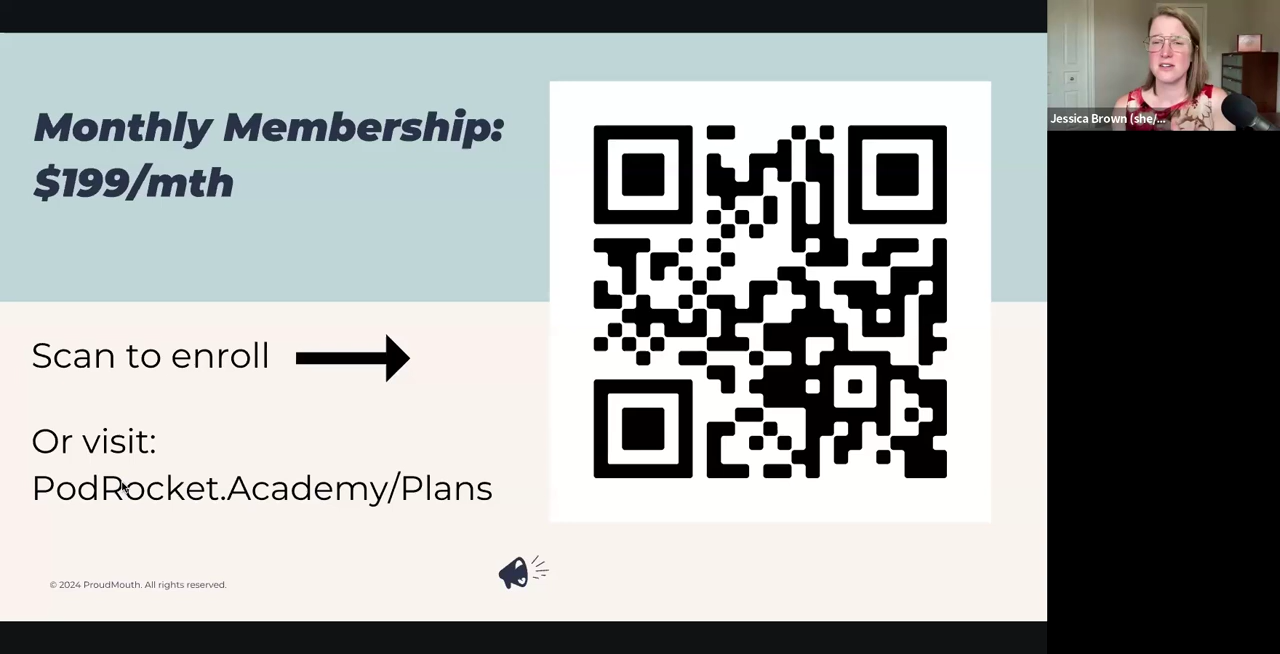 Monthly Membership:
$199/mth
Scan to enroll
Or visit:
PodRocket.Academy/Plans
© 2024 ProudMouth. All rights reserved.
Jessica Brown (she/...